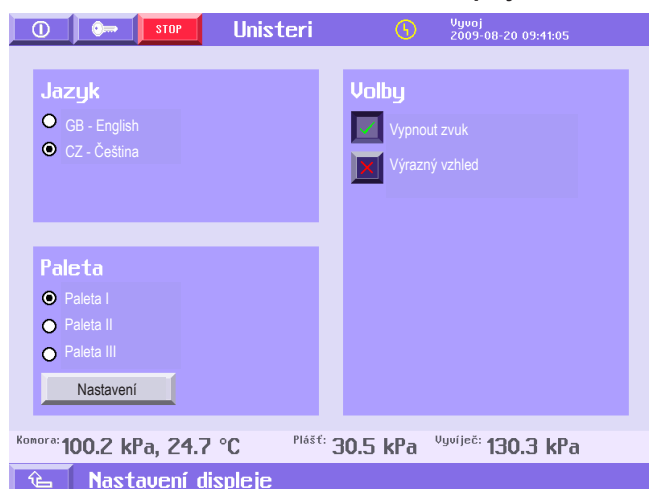 STOP Unisteri Vyvoj
2009-08-20 09:41:05
Jazyk
GB - English
CZ - Čeština
Volby
Vypnout zvuk
Výrazný vzhled
Paleta
Paleta I
Paleta II
Paleta III
Nastavení
Komora: 100.2 kPa, 24.7 °C Plášť: 30.5 kPa Vyvíječ: 130.3 kPa
Nastavení displeje